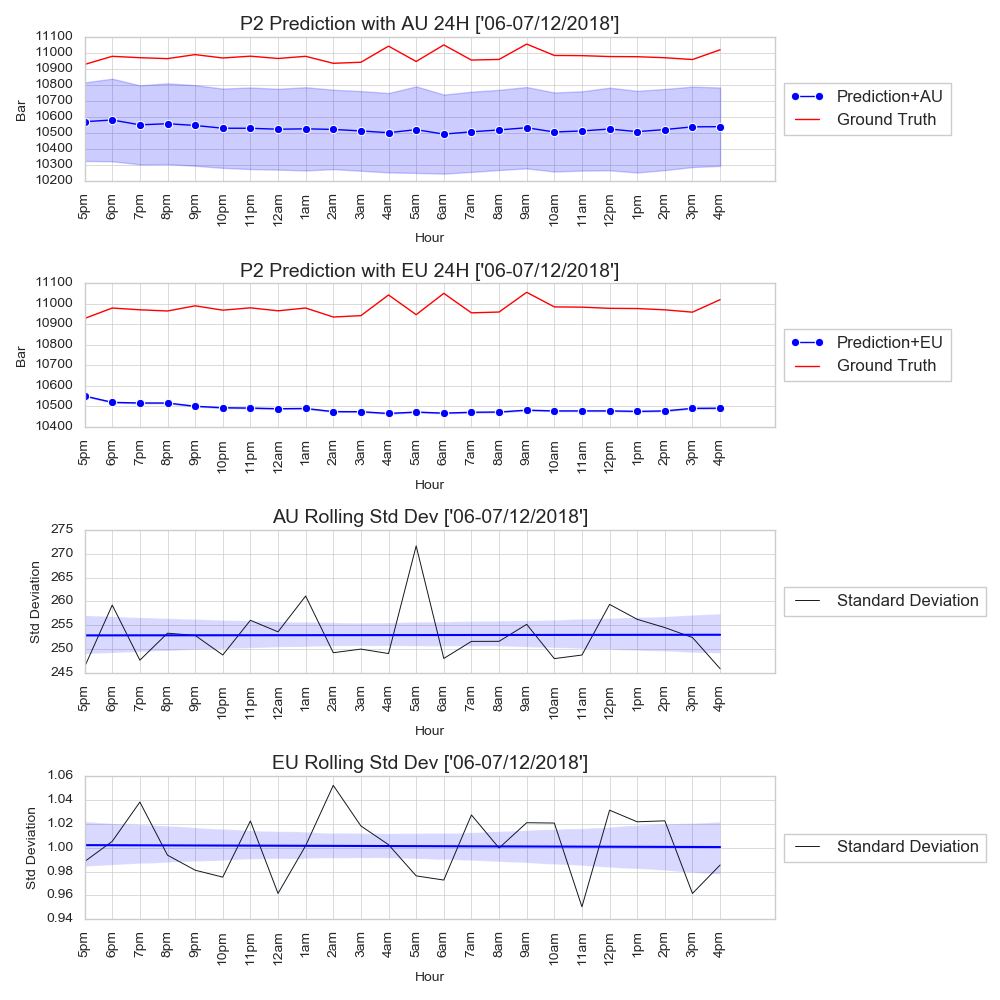 P2 Prediction with AU 24H ['06-07/12/2018']
11100
11000
10900
10800
10700
10600
10500
10400
10300
10200
Bar
5pm 6pm 7pm 8pm 9pm 10pm 11pm 12am 1am 2am 3am 4am 5am 6am 7am 8am 9am 10am 11am 12pm 1pm 2pm 3pm 4pm
Hour
Prediction+AU
Ground Truth
P2 Prediction with EU 24H ['06-07/12/2018']
11100
11000
10900
10800
10700
10600
10500
10400
Bar
5pm 6pm 7pm 8pm 9pm 10pm 11pm 12am 1am 2am 3am 4am 5am 6am 7am 8am 9am 10am 11am 12pm 1pm 2pm 3pm 4pm
Hour
Prediction+EU
Ground Truth
AU Rolling Std Dev ['06-07/12/2018']
275
270
265
260
255
250
245
Std Deviation
5pm 6pm 7pm 8pm 9pm 10pm 11pm 12am 1am 2am 3am 4am 5am 6am 7am 8am 9am 10am 11am 12pm 1pm 2pm 3pm 4pm
Hour
Standard Deviation
EU Rolling Std Dev ['06-07/12/2018']
1.06
1.04
1.02
1.00
0.98
0.96
0.94
Std Deviation
5pm 6pm 7pm 8pm 9pm 10pm 11pm 12am 1am 2am 3am 4am 5am 6am 7am 8am 9am 10am 11am 12pm 1pm 2pm 3pm 4pm
Hour
Standard Deviation